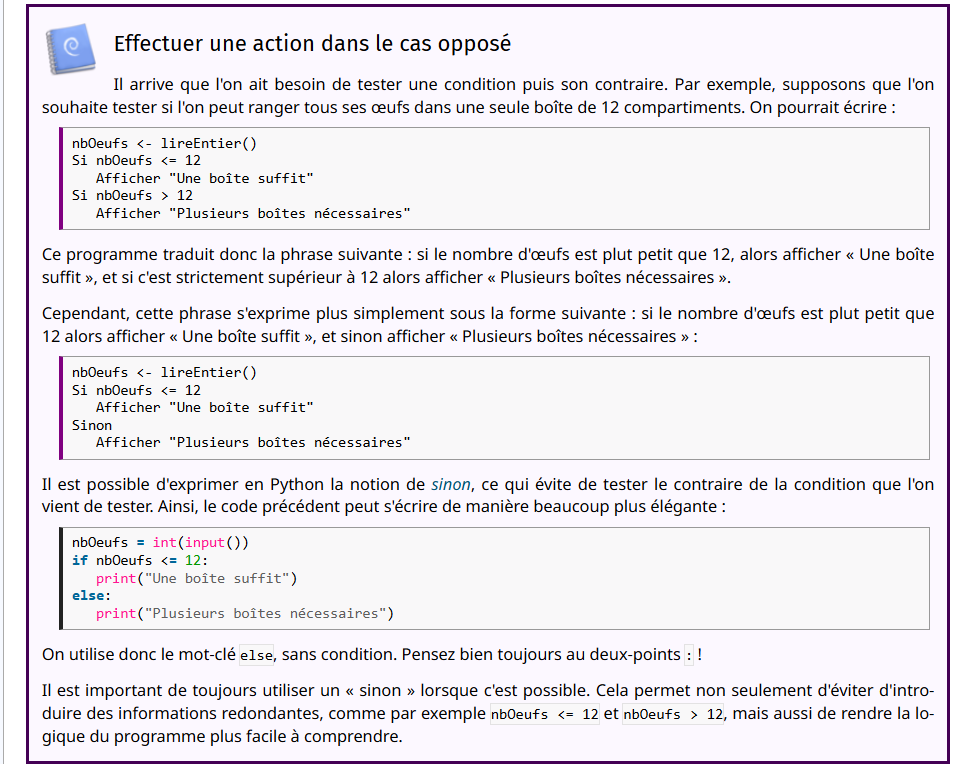 Effectuer une action dans le cas opposé
Il arrive que l'on ait besoin de tester une condition puis son contraire. Par exemple, supposons que l'on
souhaite tester si l'on peut ranger tous ses œufs dans une seule boîte de 12 compartiments. On pourrait écrire :
nbOeufs <- lireEntier()
Si nbOeufs <= 12
   Afficher "Une boîte suffit"
Si nbOeufs > 12
   Afficher "Plusieurs boîtes nécessaires"
Ce programme traduit donc la phrase suivante : si le nombre d'œufs est plut petit que 12, alors afficher « Une boîte
suffit », et si c'est strictement supérieur à 12 alors afficher « Plusieurs boîtes nécessaires ».
Cependant, cette phrase s'exprime plus simplement sous la forme suivante : si le nombre d'œufs est plut petit que
12 alors afficher « Une boîte suffit », et sinon afficher « Plusieurs boîtes nécessaires » :
nbOeufs <- lireEntier()
Si nbOeufs <= 12
   Afficher "Une boîte suffit"
Sinon
   Afficher "Plusieurs boîtes nécessaires"
Il est possible d'exprimer en Python la notion de sinon, ce qui évite de tester le contraire de la condition que l'on
vient de tester. Ainsi, le code précédent peut s'écrire de manière beaucoup plus élégante :
nbOeufs = int(input())
if nbOeufs <= 12:
   print("Une boîte suffit")
else:
   print("Plusieurs boîtes nécessaires")
On utilise donc le mot-clé else, sans condition. Pensez bien toujours au deux-points : !
Il est important de toujours utiliser un « sinon » lorsque c'est possible. Cela permet non seulement d'éviter d'intro-
duire des informations redondantes, comme par exemple nbOeufs <= 12 et nbOeufs > 12, mais aussi de rendre la lo-
gique du programme plus facile à comprendre.